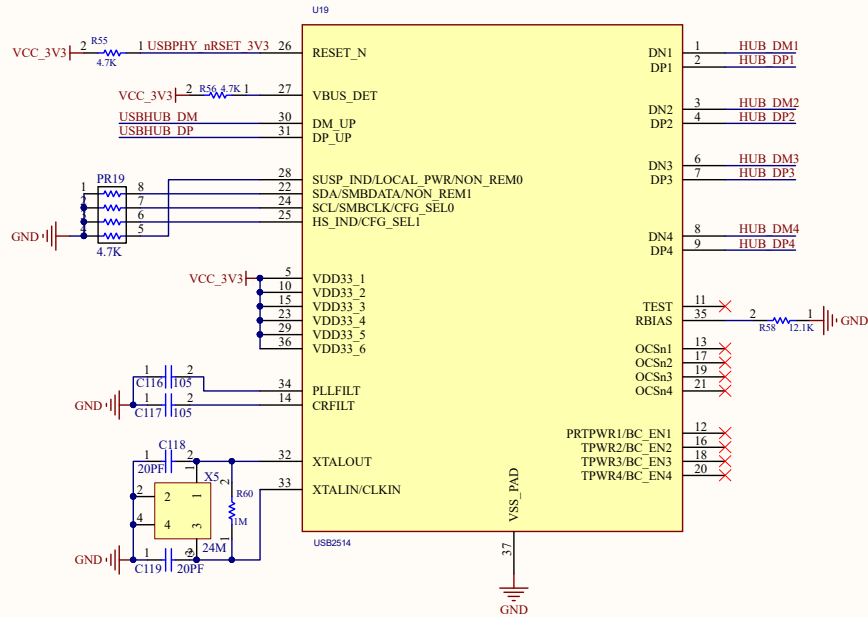 U19
R55
VCC_3V3 2 1 USBPHY_nRSET_3V3 26 RESET_N
4.7K
DN1 1 HUB_DM1
DP1 2 HUB_DP1
VCC_3V3 2 R56 4.7K 1 27 VBUS_DET
DN2 3 HUB_DM2
USBHUB_DM 30 DM_UP
DP2 4 HUB_DP2
USBHUB_DP 31 DP_UP
DN3 6 HUB_DM3
DP3 7 HUB_DP3
PR19
28 SUSP_IND/LOCAL_PWR/NON_REM0
1 8 22 SDA/SMBDATA/NON_REM1
2 7 24 SCL/SMBCLK/CFG_SEL0
3 6 25 HS_IND/CFG_SEL1
GND 4 5
4.7K
DN4 8 HUB_DM4
DP4 9 HUB_DP4
VCC_3V3 5 VDD33_1
10 VDD33_2
15 VDD33_3
23 VDD33_4
29 VDD33_5
36 VDD33_6
TEST 11
RBIAS 35 2 1 GND
R58 12.1K
OCSn1 13
OCSn2 17
OCSn3 19
OCSn4 21
1 2
C116 105 34 PLLFILT
GND 1 2 14 CRFILT
C117 105
PRTPWR1/BC_EN1 12
TPWR2/BC_EN2 16
TPWR3/BC_EN3 18
TPWR4/BC_EN4 20
C118
1 2 32 XTALOUT
20PF 1
X5 2
2 1 R60 33 XTALIN/CLKIN
4 3 1M
24M 1
GND 1 2 3
C119 20PF
VSS_PAD
USB2514
37
GND